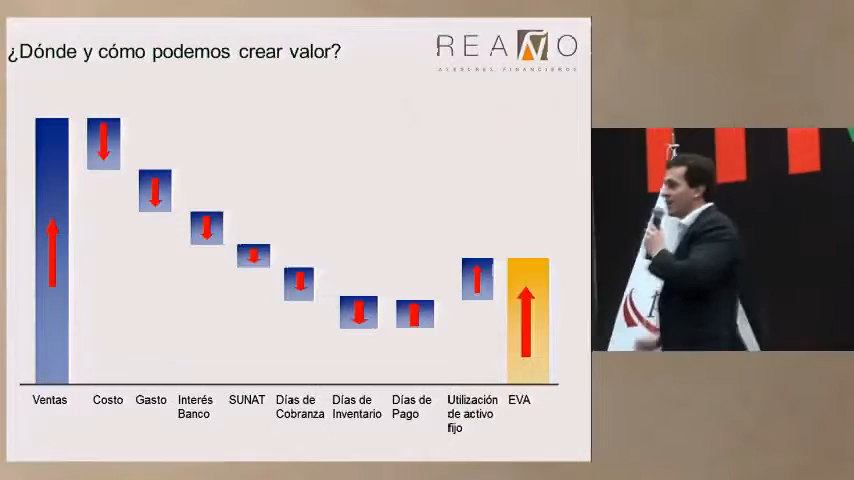 ¿Dónde y cómo podemos crear valor?
REAÑO
ASESORES FINANCIEROS
Ventas
Costo
Gasto
Interés
Banco
SUNAT
Días de
Cobranza
Días de
Inventario
Días de
Pago
Utilización
de activo
fijo
EVA